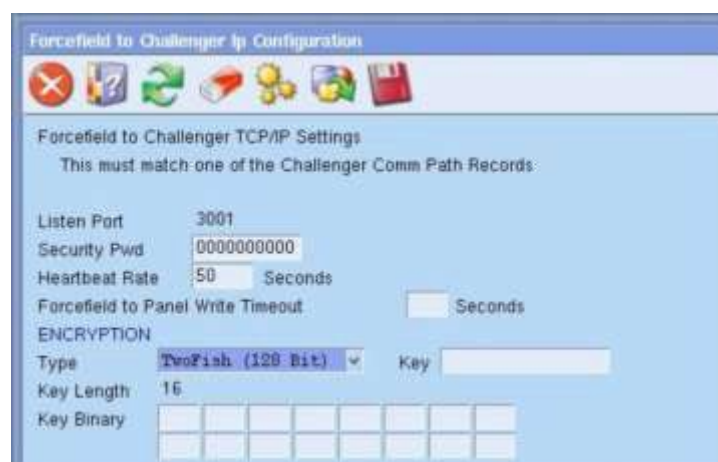 Forcefield to Challenger Ip Configuration
Forcefield to Challenger TCP/IP Settings
This must match one of the Challenger Comm Path Records
Listen Port 3001
Security Pwd 0000000000
Heartbeat Rate 50 Seconds
Forcefield to Panel Write Timeout Seconds
ENCRYPTION
Type TwoFish (128 Bit) Key
Key Length 16
Key Binary